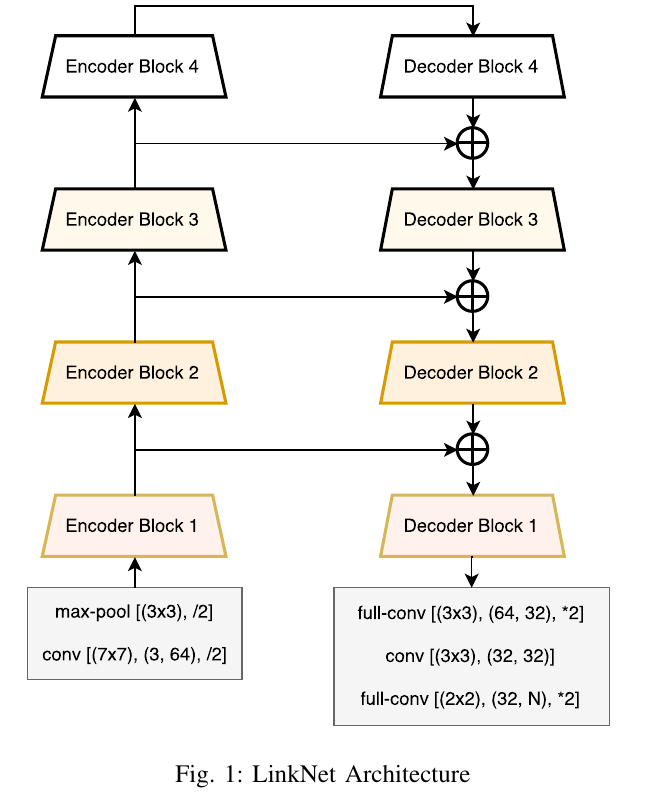 Encoder Block 4
Decoder Block 4
Encoder Block 3
Decoder Block 3
Encoder Block 2
Decoder Block 2
Encoder Block 1
Decoder Block 1
max-pool [(3x3), /2]
conv [(7x7), (3, 64), /2]
full-conv [(3x3), (64, 32), *2]
conv [(3x3), (32, 32)]
full-conv [(2x2), (32, N), *2]
Fig. 1: LinkNet Architecture